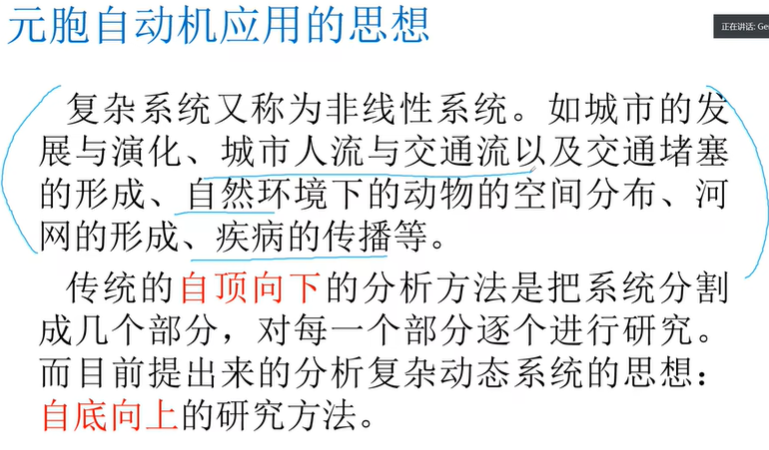 元胞自动机应用的思想
正在讲话: Ge
复杂系统又称为非线性系统。如城市的发
展与演化、城市人流与交通流以及交通堵塞
的形成、自然环境下的动物的空间分布、河
网的形成、疾病的传播等。
传统的自顶向下的分析方法是把系统分割
成几个部分，对每一个部分逐个进行研究。
而目前提出来的分析复杂动态系统的思想：
自底向上的研究方法。